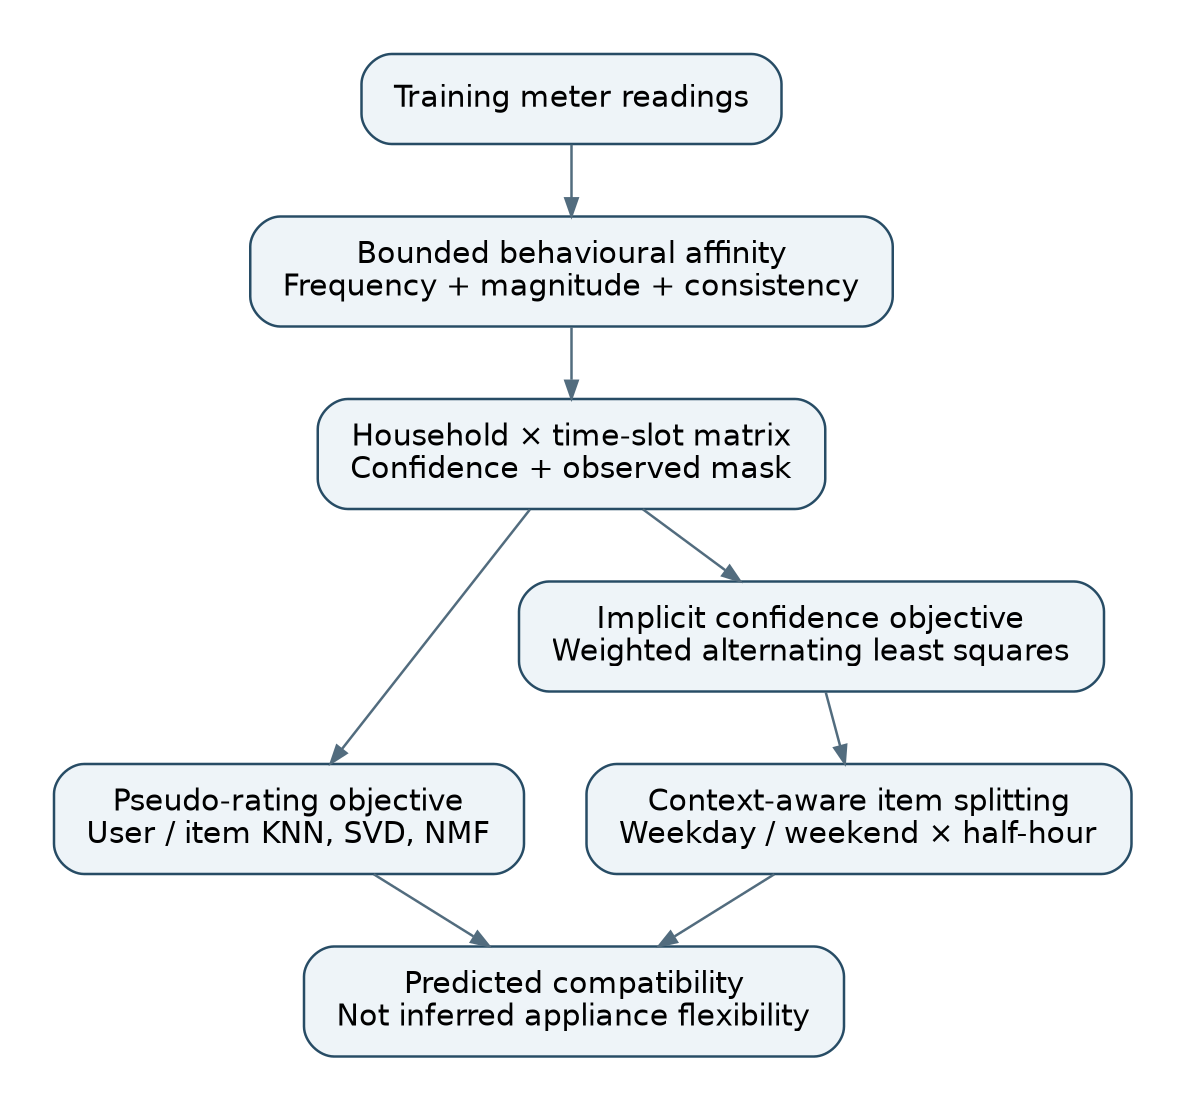 Training meter readings
Bounded behavioural affinity
Frequency + magnitude + consistency
Household × time-slot matrix
Confidence + observed mask
Implicit confidence objective
Weighted alternating least squares
Pseudo-rating objective
User / item KNN, SVD, NMF
Context-aware item splitting
Weekday / weekend × half-hour
Predicted compatibility
Not inferred appliance flexibility